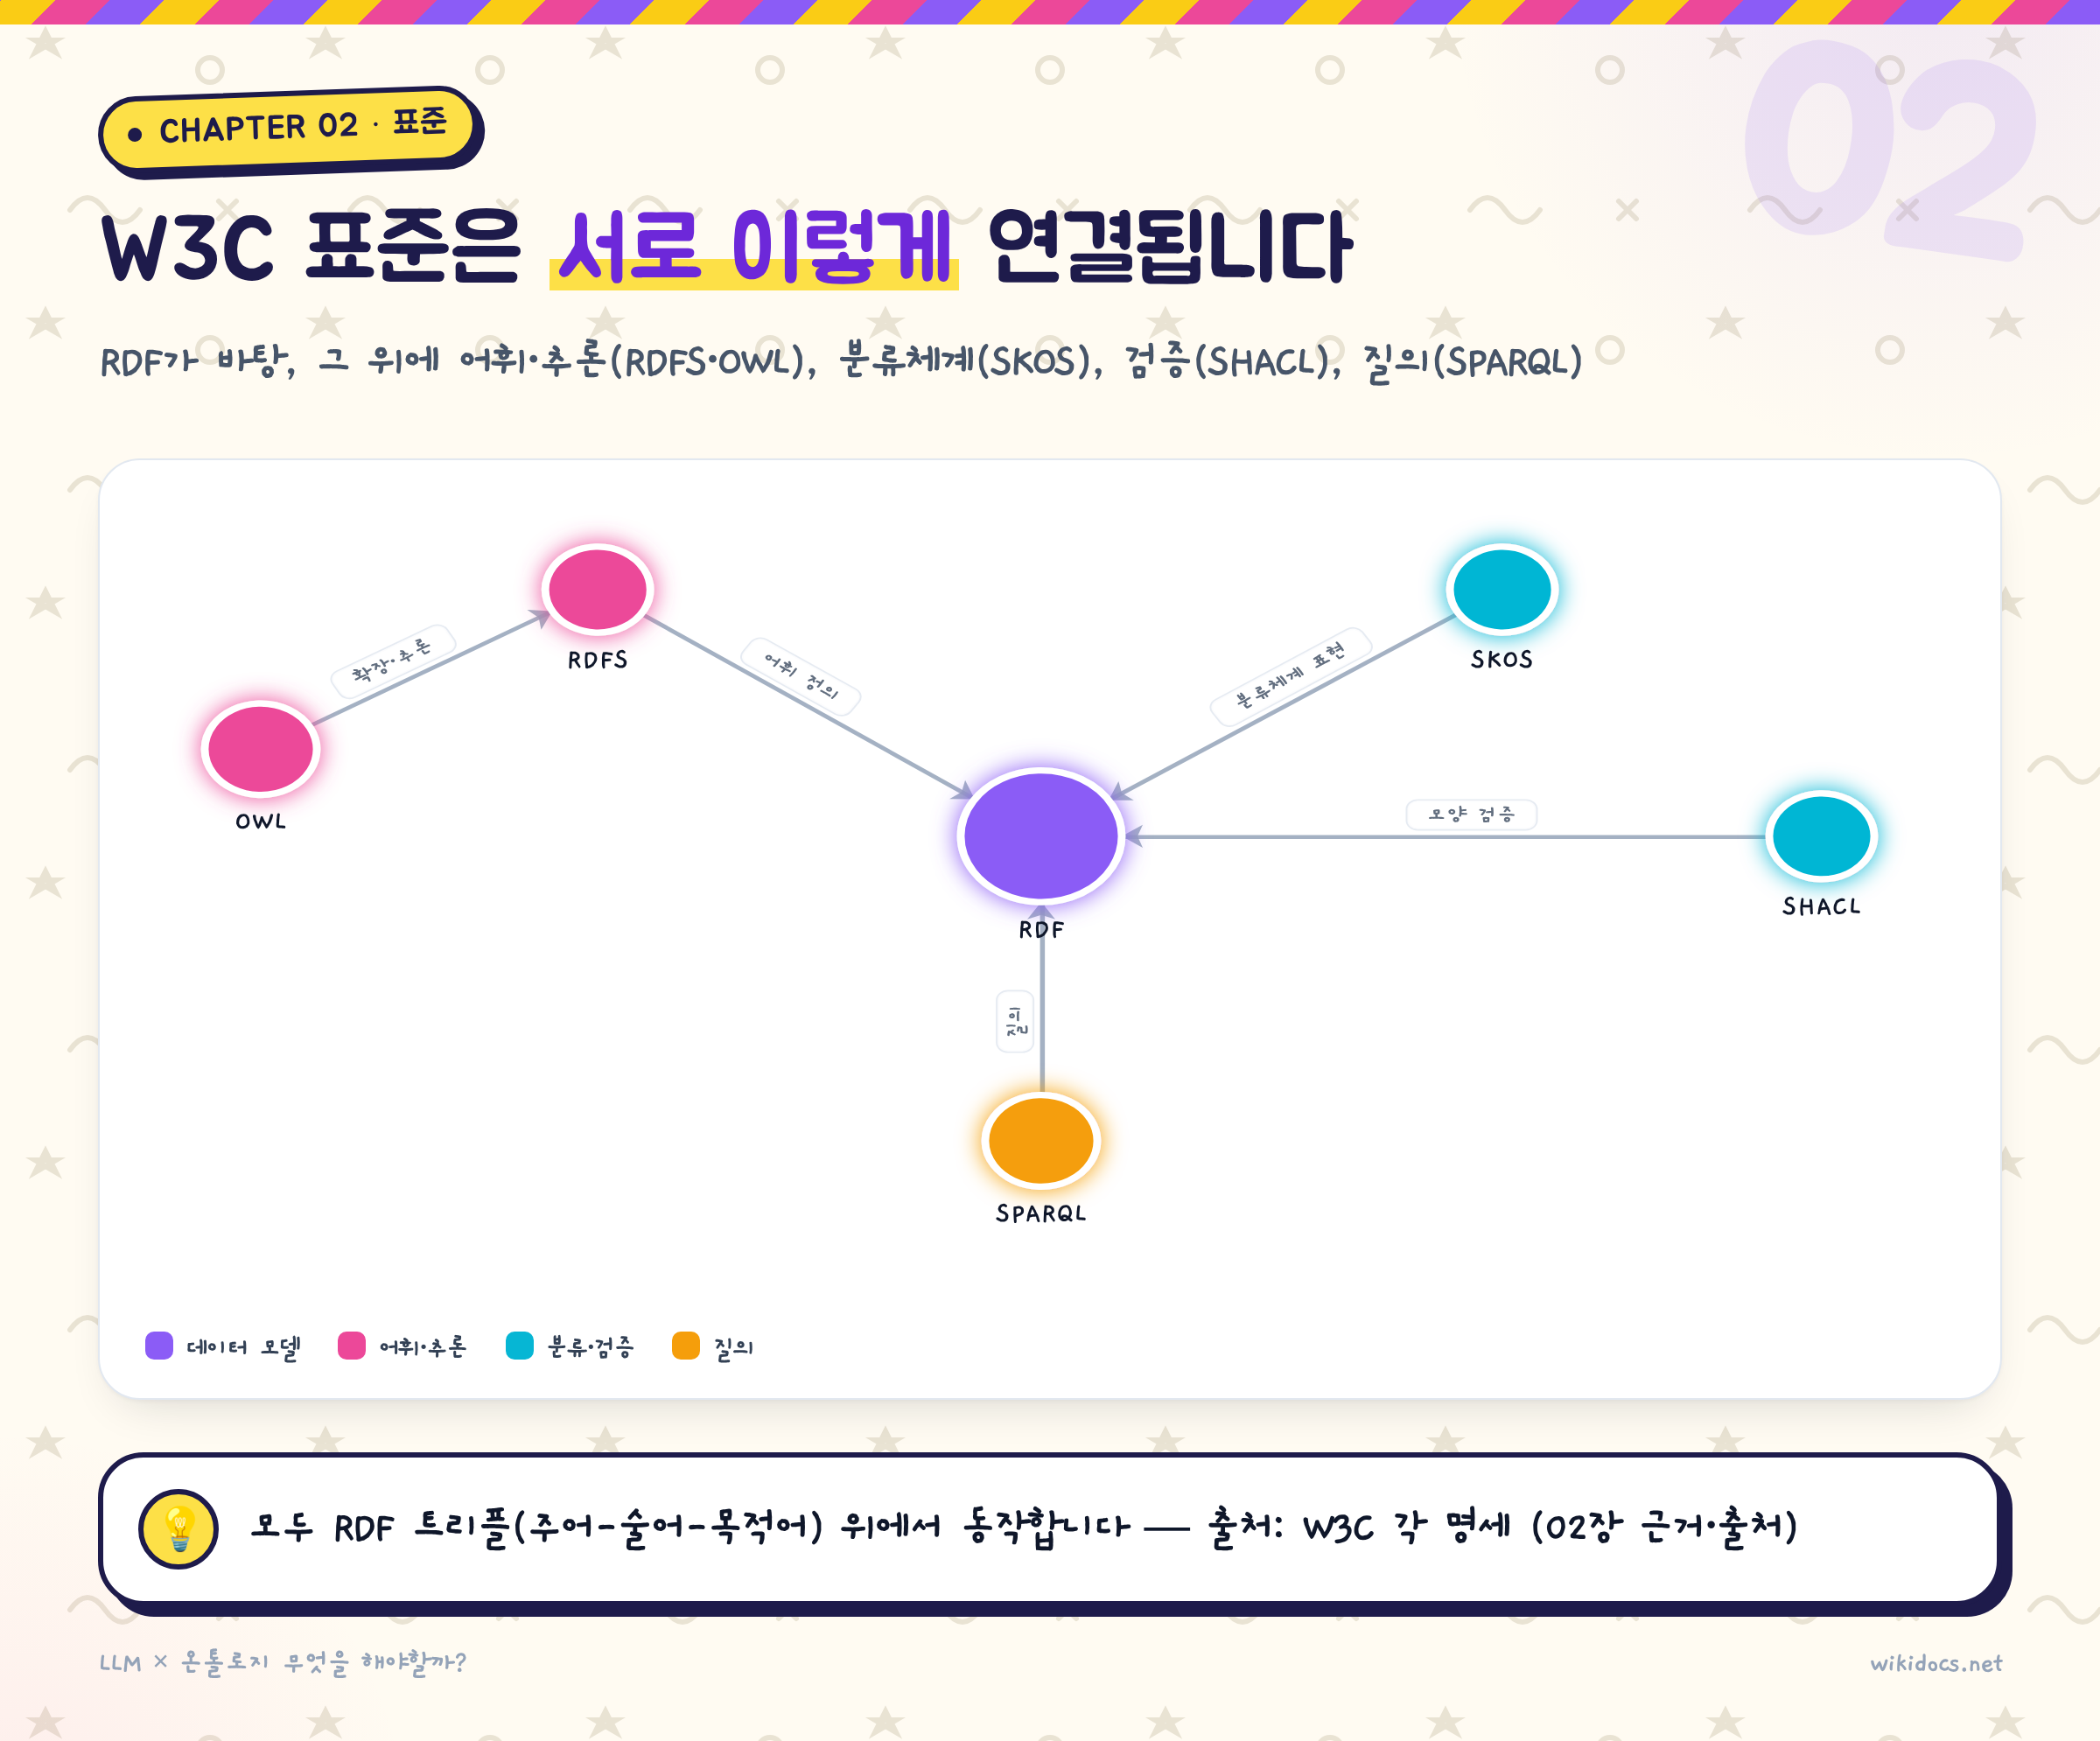 02
CHAPTER 02 · 표준
W3C 표준은 서로 이렇게 연결됩니다
RDF가 바탕, 그 위에 어휘·추론(RDFS·OWL), 분류체계(SKOS), 검증(SHACL), 질의(SPARQL)
RDFS
SKOS
확장·추론
어휘 정의
분류체계 표현
OWL
모양 검증
SHACL
RDF
질의
SPARQL
데이터 모델
어휘·추론
분류·검증
질의
모두 RDF 트리플(주어-술어-목적어) 위에서 동작합니다 — 출처: W3C 각 명세 (02장 근거·출처)
LLM × 온톨로지 무엇을 해야할까?
wikidocs.net